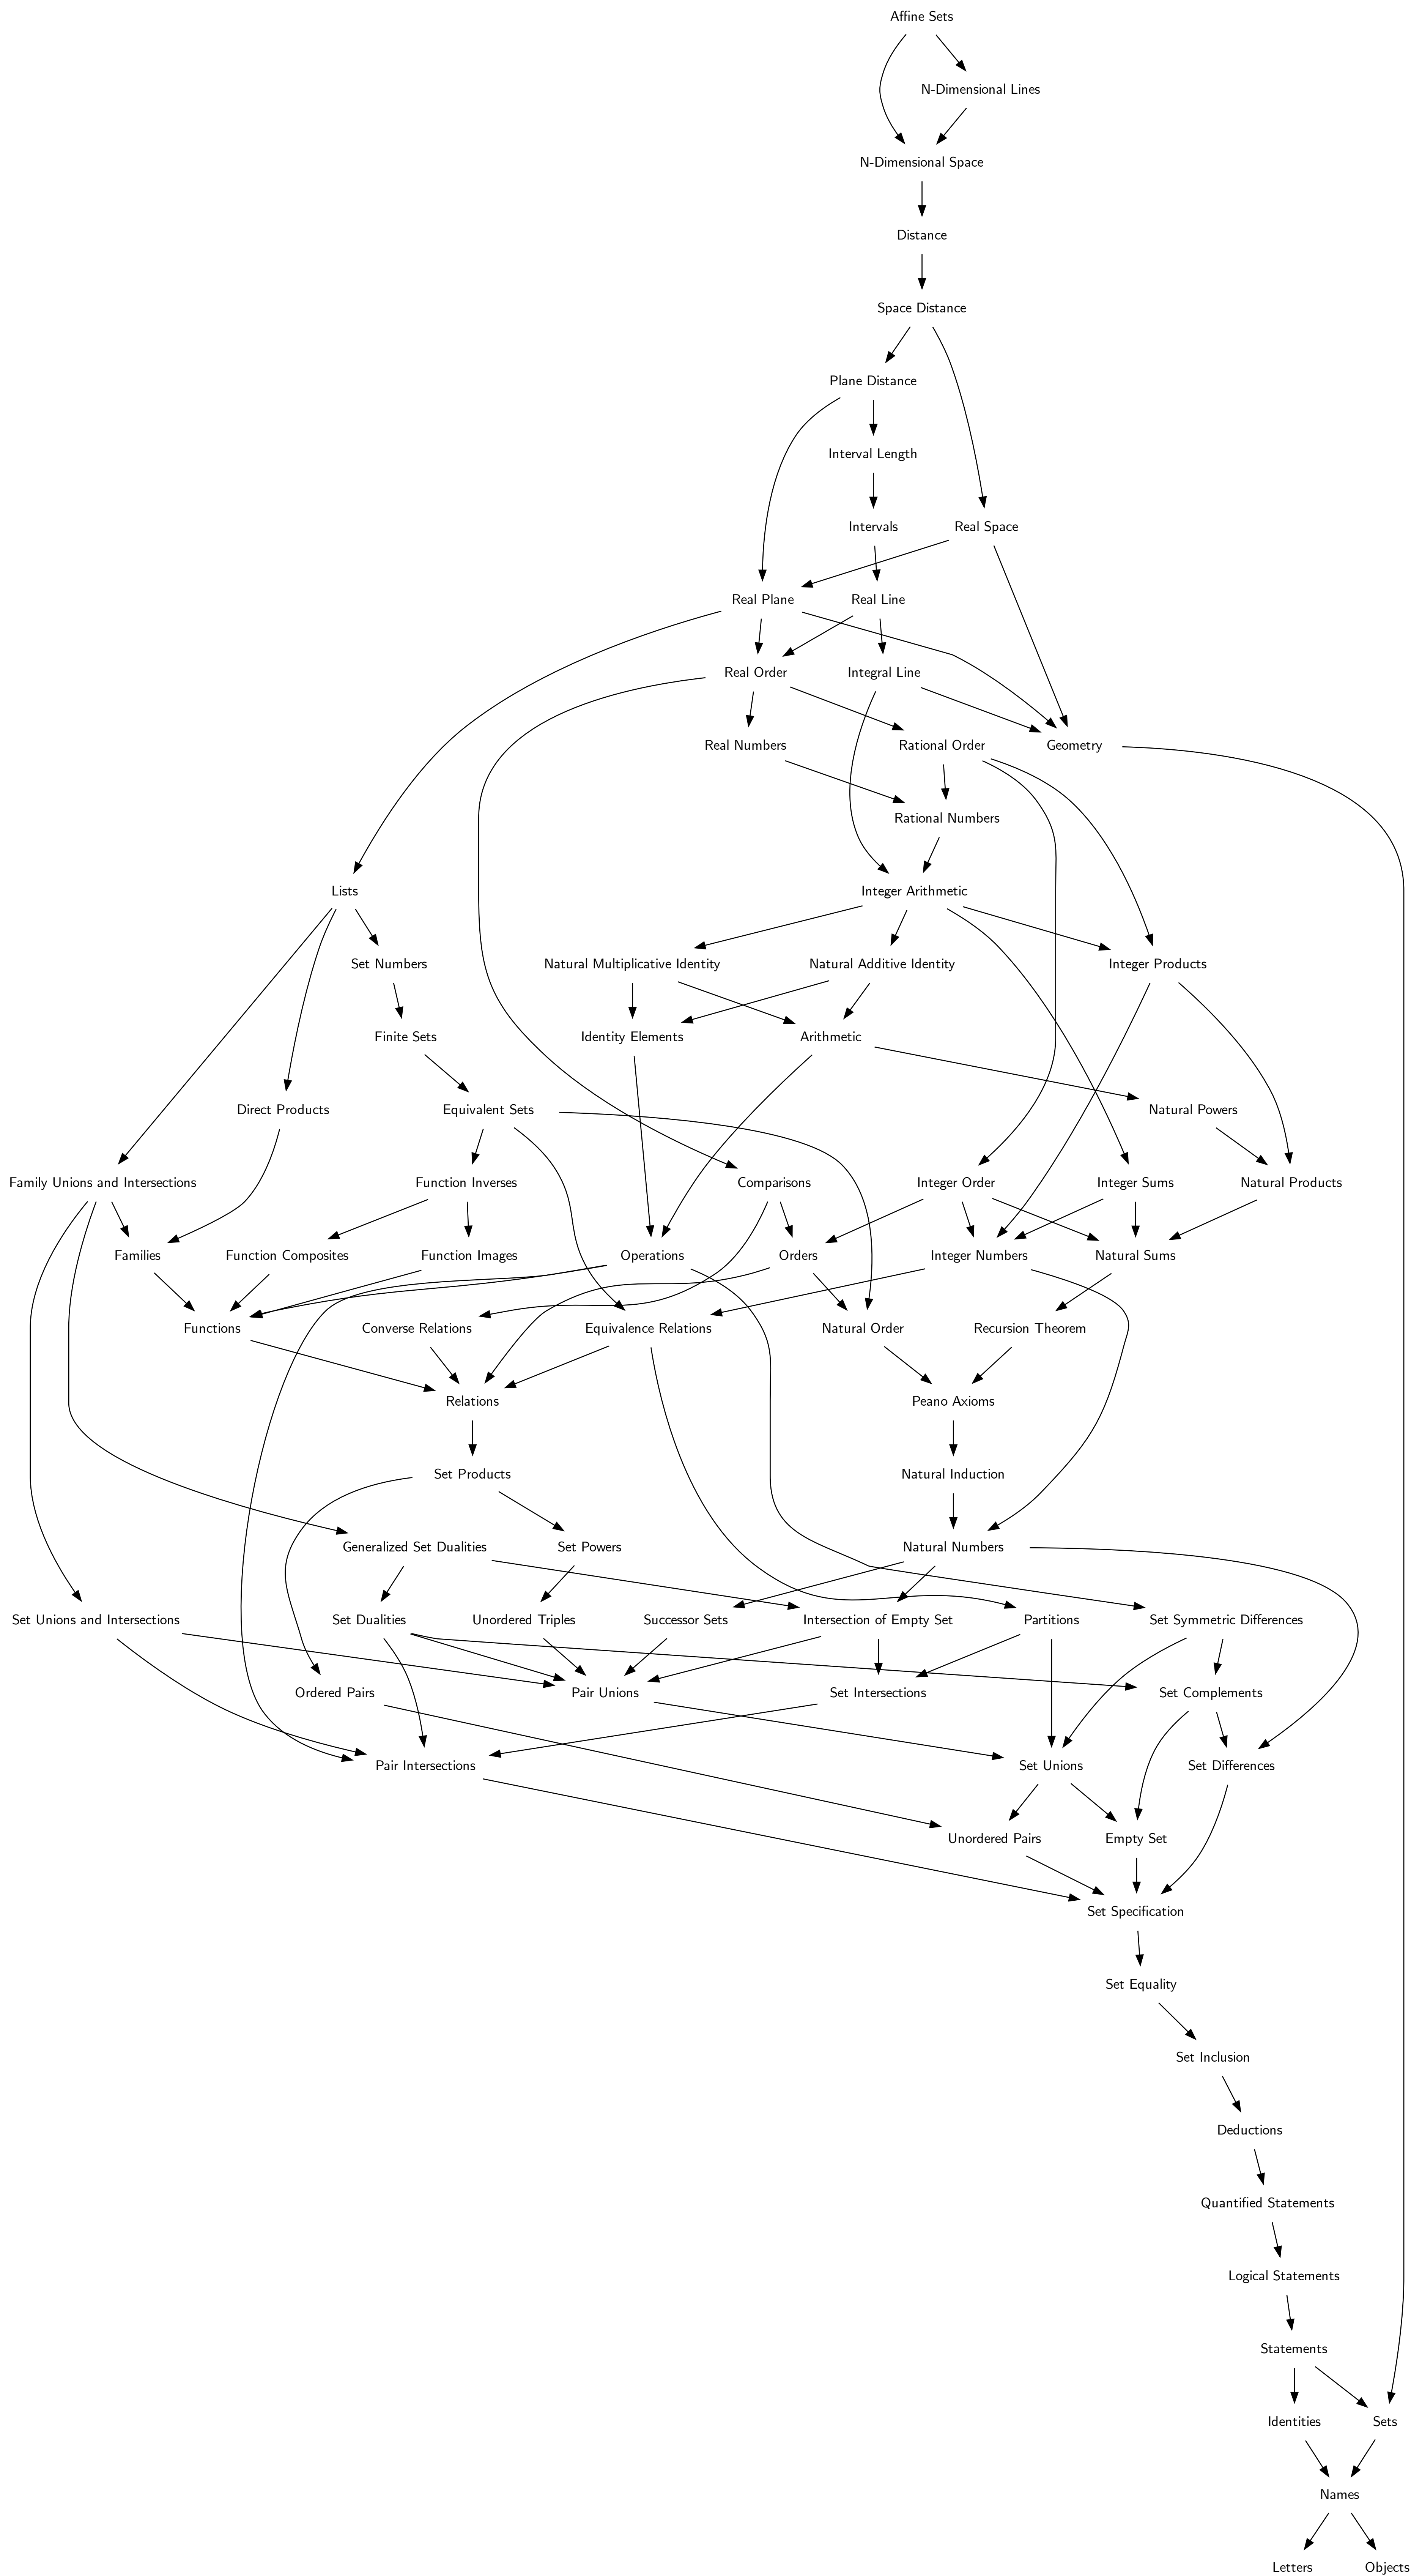 Affine Sets
N-Dimensional Lines
N-Dimensional Space
Distance
Space Distance
Plane Distance
Interval Length
Intervals
Real Space
Real Plane
Real Line
Real Order
Integral Line
Real Numbers
Rational Order
Geometry
Rational Numbers
Lists
Integer Arithmetic
Set Numbers
Natural Multiplicative Identity
Natural Additive Identity
Integer Products
Finite Sets
Identity Elements
Arithmetic
Direct Products
Equivalent Sets
Natural Powers
Family Unions and Intersections
Function Inverses
Comparisons
Integer Order
Integer Sums
Natural Products
Families
Function Composites
Function Images
Operations
Orders
Integer Numbers
Natural Sums
Functions
Converse Relations
Equivalence Relations
Natural Order
Recursion Theorem
Relations
Peano Axioms
Set Products
Natural Induction
Generalized Set Dualities
Set Powers
Natural Numbers
Set Unions and Intersections
Set Dualities
Unordered Triples
Successor Sets
Intersection of Empty Set
Partitions
Set Symmetric Differences
Ordered Pairs
Pair Unions
Set Intersections
Set Complements
Pair Intersections
Set Unions
Set Differences
Unordered Pairs
Empty Set
Set Specification
Set Equality
Set Inclusion
Deductions
Quantified Statements
Logical Statements
Statements
Identities
Sets
Names
Letters
Objects